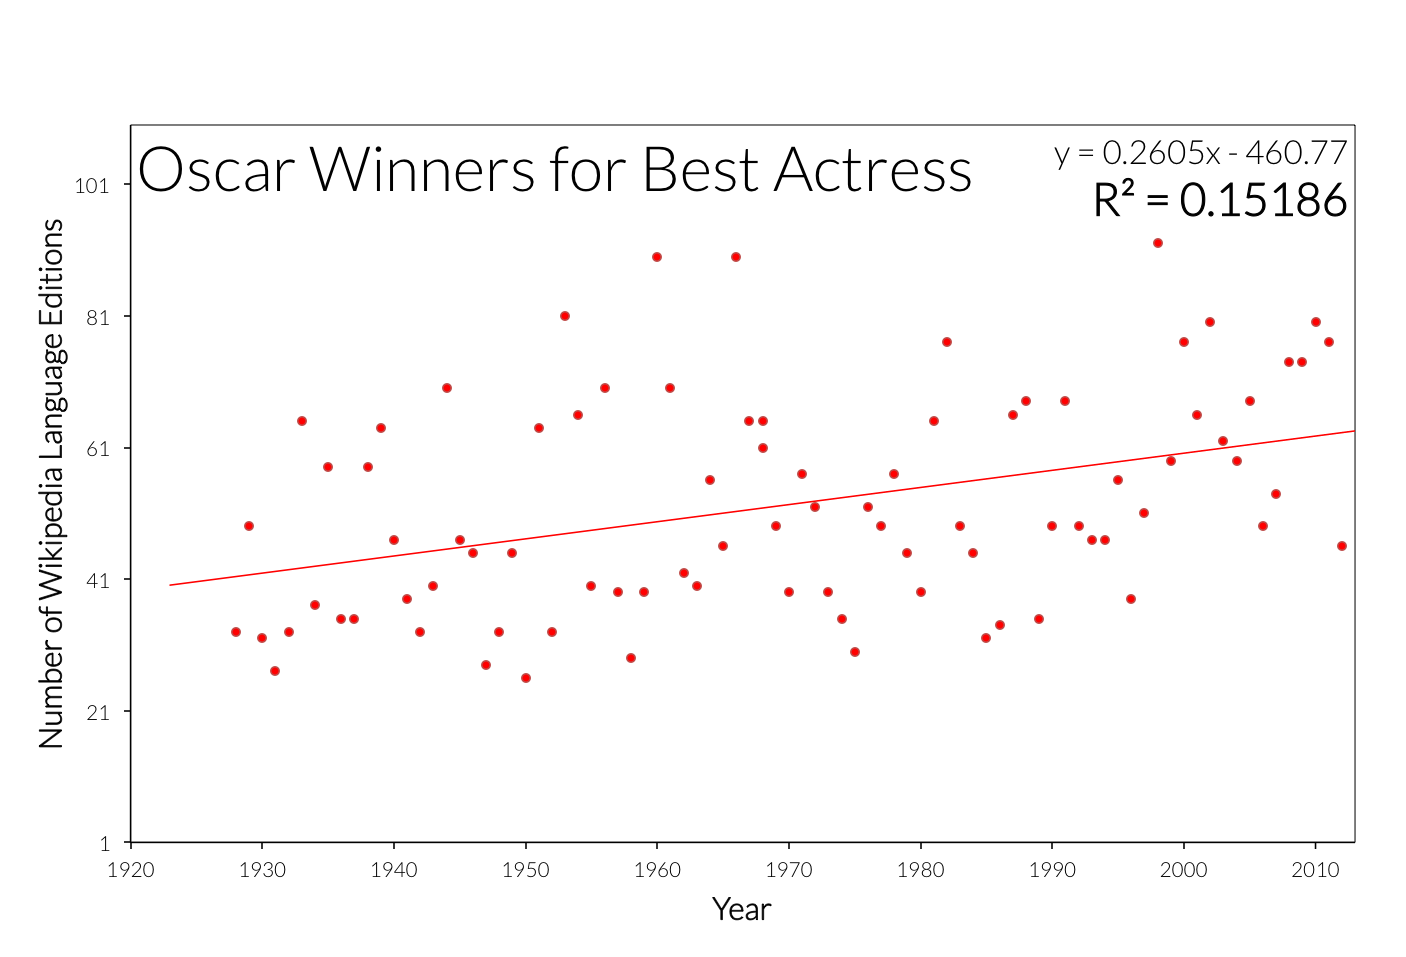 Oscar Winners for Best Actress
y = 0.2605x - 460.77
R² = 0.15186
Number of Wikipedia Language Editions
101
81
61
41
21
1
1920 1930 1940 1950 1960 1970 1980 1990 2000 2010
Year